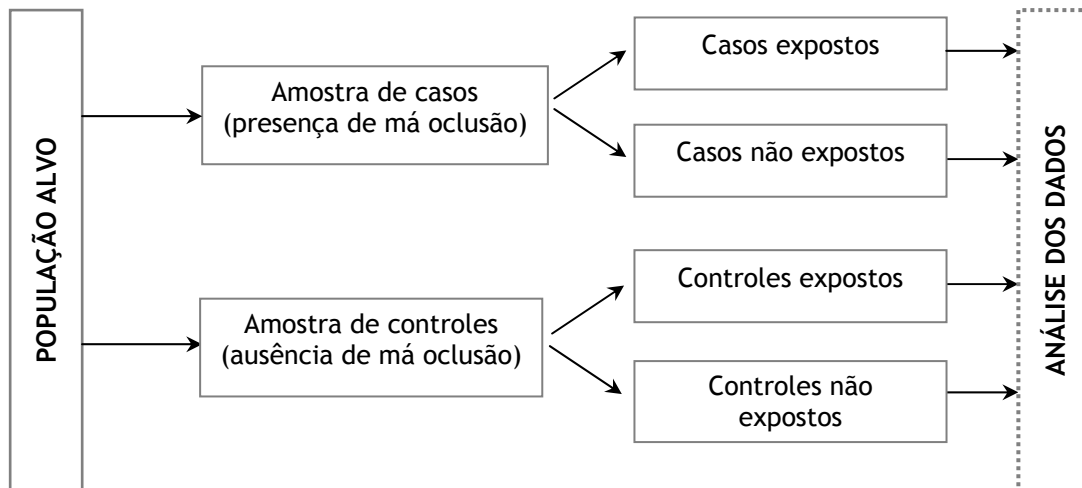 POPULAÇÃO ALVO
Amostra de casos
(presença de má oclusão)
Amostra de controles
(ausência de má oclusão)
Casos expostos
Casos não expostos
Controles expostos
Controles não
expostos
ANÁLISE DOS DADOS